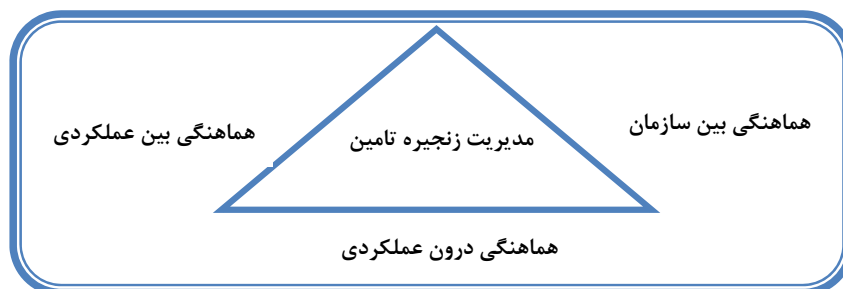 هماهنگی بین سازمان
هماهنگی بین عملکردی
مدیریت زنجیره تامین
هماهنگی درون عملکردی